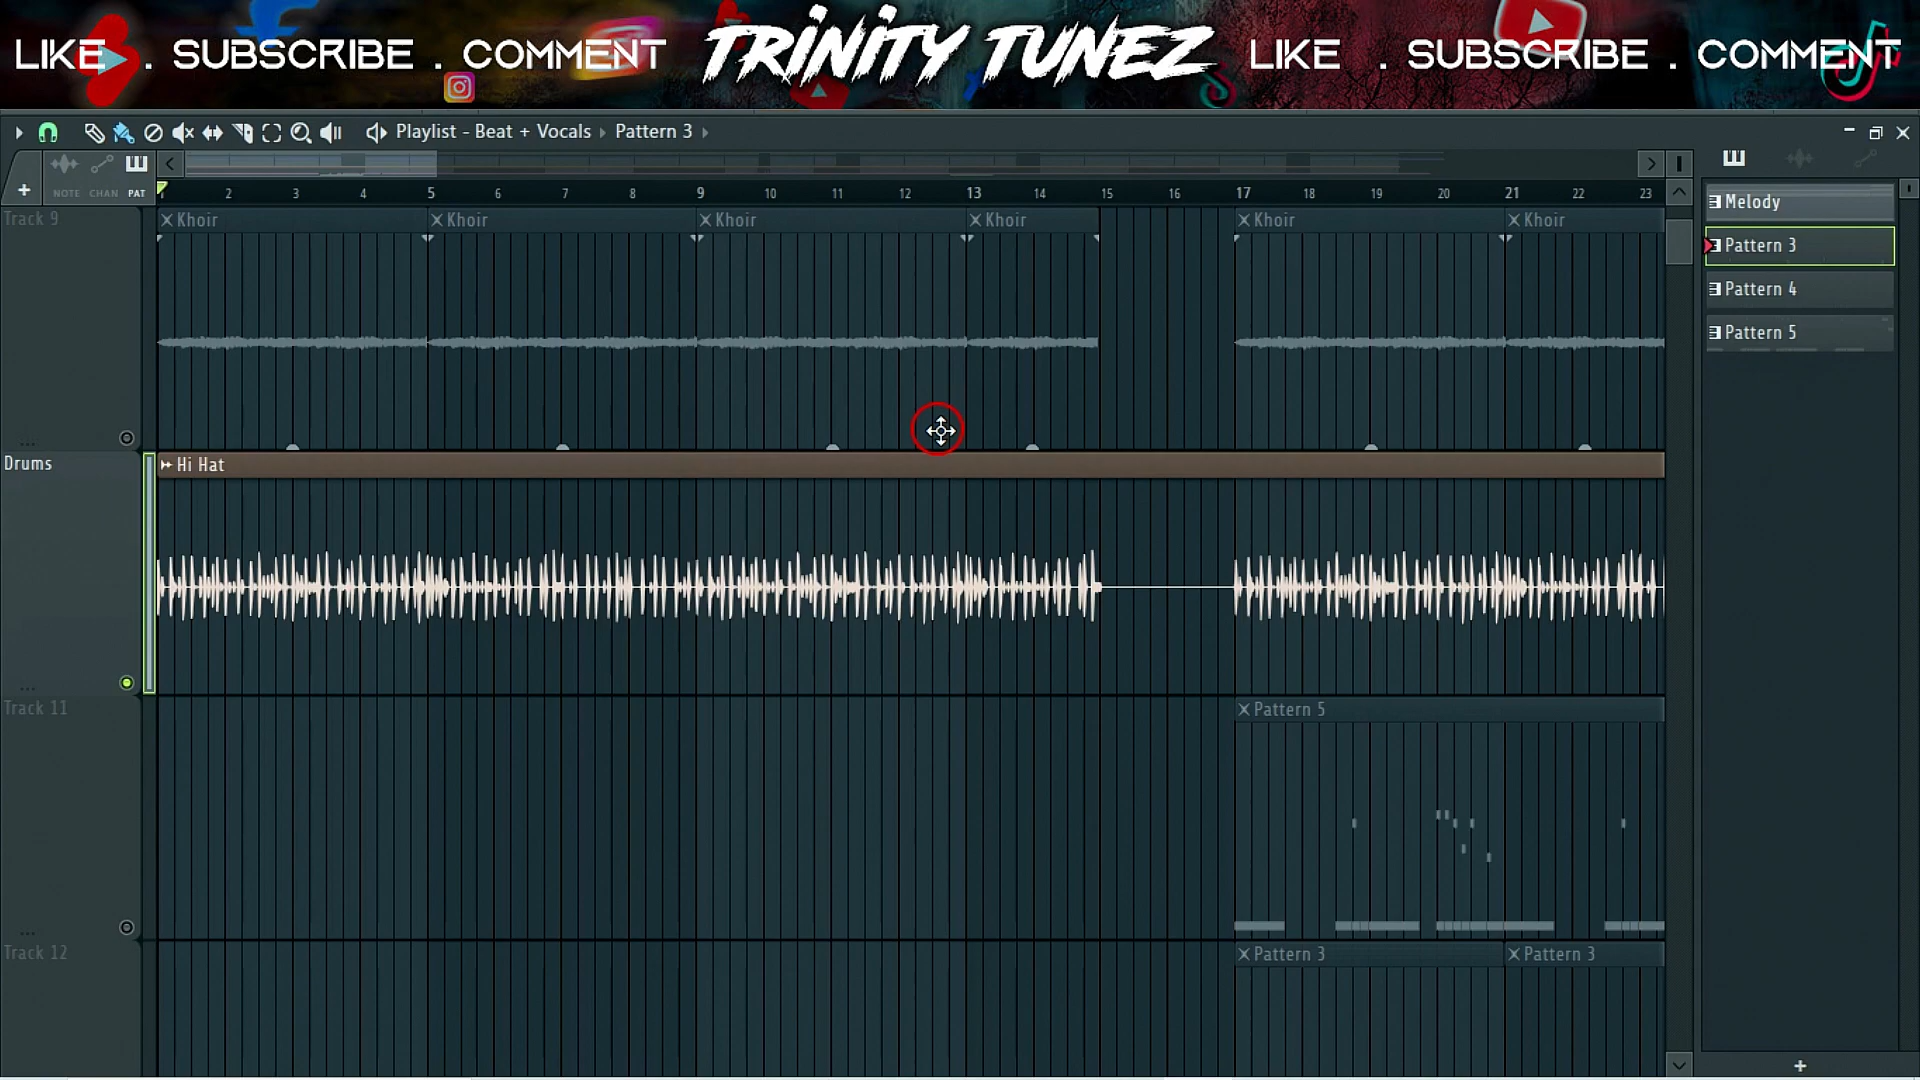 LIKE . SUBSCRIBE . COMMENT TRINITY TUNEZ LIKE . SUBSCRIBE . COMMENT
Playlist - Beat + Vocals › Pattern 3 ›
NOTE CHAN PAT
2 3 4 5 6 7 8 9 10 11 12 13 14 15 16 17 18 19 20 21 22 23
Track 9
Khoir Khoir Khoir Khoir Khoir Khoir
Drums
Hi Hat
Track 11
Pattern 5
Track 12
Pattern 3 Pattern 3
Melody
Pattern 3
Pattern 4
Pattern 5